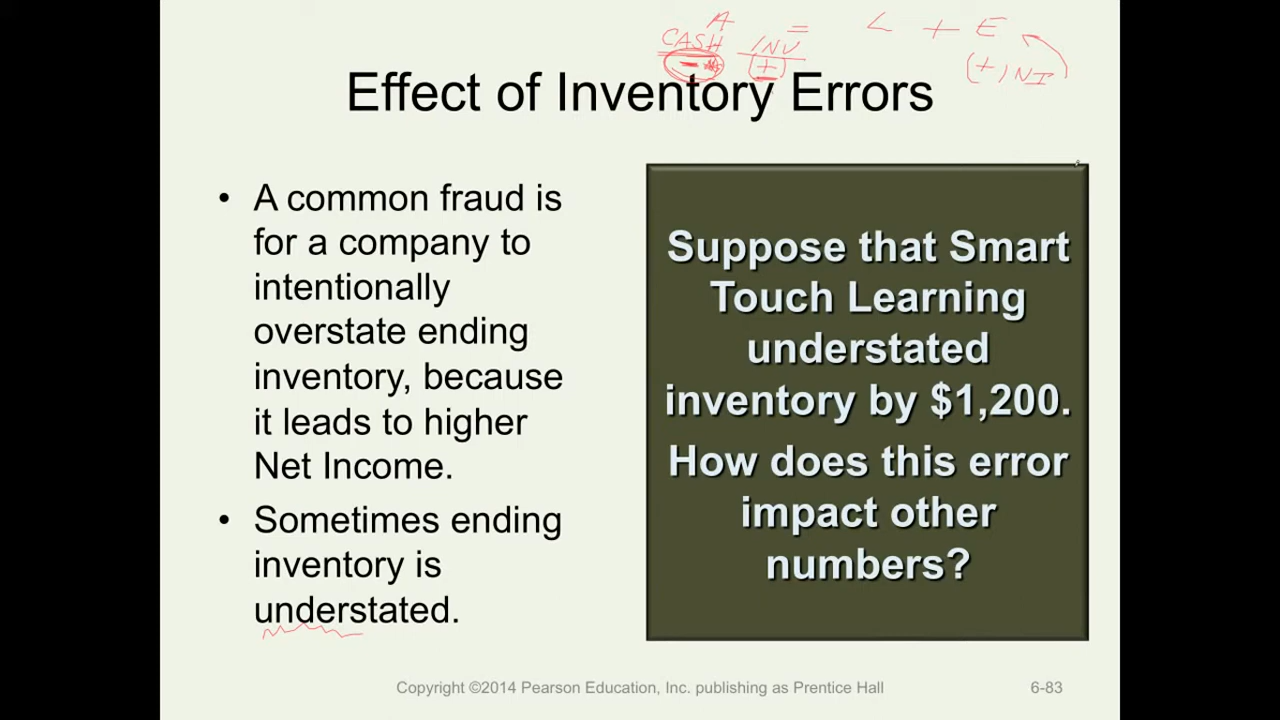 A = L + E
CASH INV
(+) NI
Effect of Inventory Errors
• A common fraud is
for a company to
intentionally
overstate ending
inventory, because
it leads to higher
Net Income.
• Sometimes ending
inventory is
understated.
Suppose that Smart
Touch Learning
understated
inventory by $1,200.
How does this error
impact other
numbers?
Copyright ©2014 Pearson Education, Inc. publishing as Prentice Hall
6-83